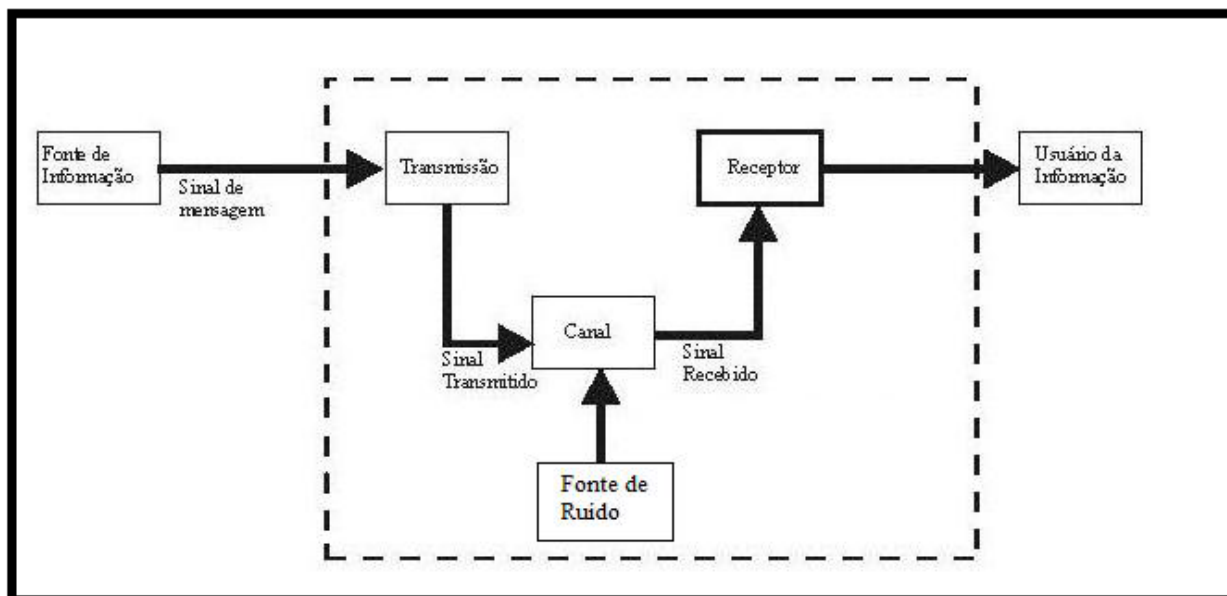 Fonte de
Informação
Sinal de
mensagem
Transmissão
Receptor
Usuário da
Informação
Sinal
Transmitido
Canal
Sinal
Recebido
Fonte de
Ruido